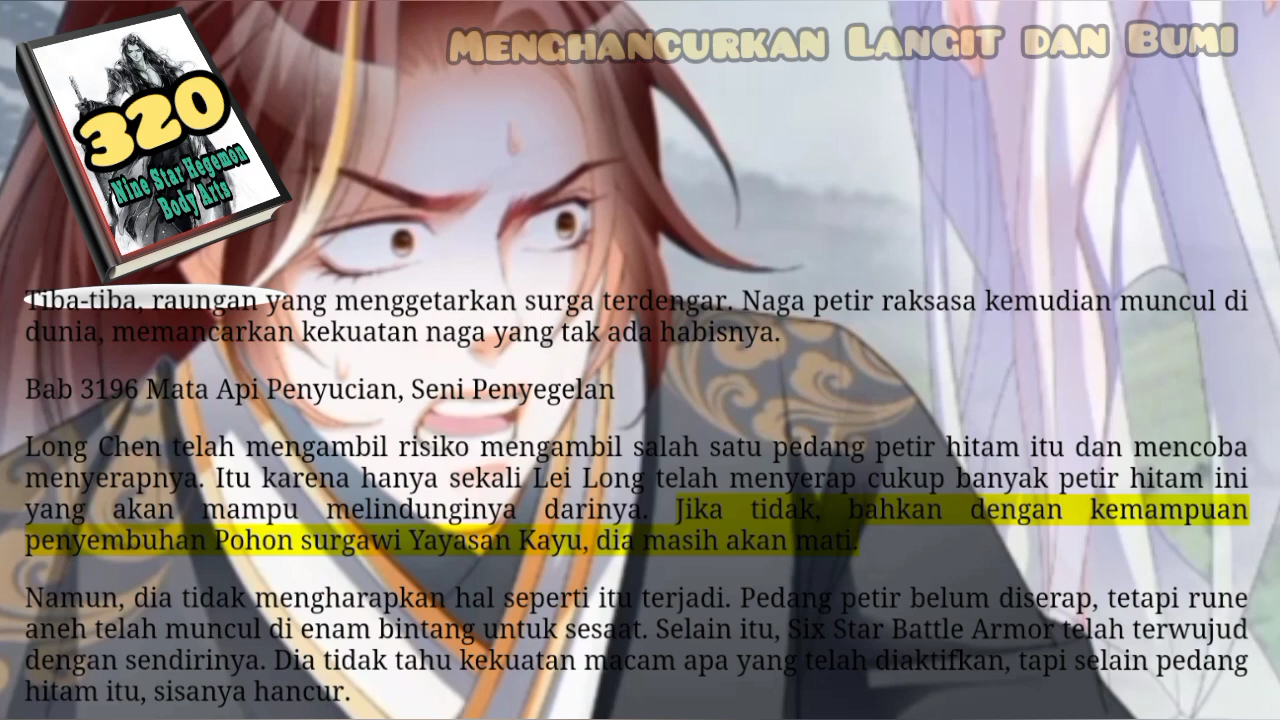 Menghancurkan Langit dan Bumi
320
Nine Star Hegemon
Body Arts
Tiba-tiba, raungan yang menggetarkan surga terdengar. Naga petir raksasa kemudian muncul di
dunia, memancarkan kekuatan naga yang tak ada habisnya.
Bab 3196 Mata Api Penyucian, Seni Penyegelan
Long Chen telah mengambil risiko mengambil salah satu pedang petir hitam itu dan mencoba
menyerapnya. Itu karena hanya sekali Lei Long telah menyerap cukup banyak petir hitam ini
yang akan mampu melindunginya darinya. Jika tidak, bahkan dengan kemampuan
penyembuhan Pohon surgawi Yayasan Kayu, dia masih akan mati.
Namun, dia tidak mengharapkan hal seperti itu terjadi. Pedang petir belum diserap, tetapi rune
aneh telah muncul di enam bintang untuk sesaat. Selain itu, Six Star Battle Armor telah terwujud
dengan sendirinya. Dia tidak tahu kekuatan macam apa yang telah diaktifkan, tapi selain pedang
hitam itu, sisanya hancur.